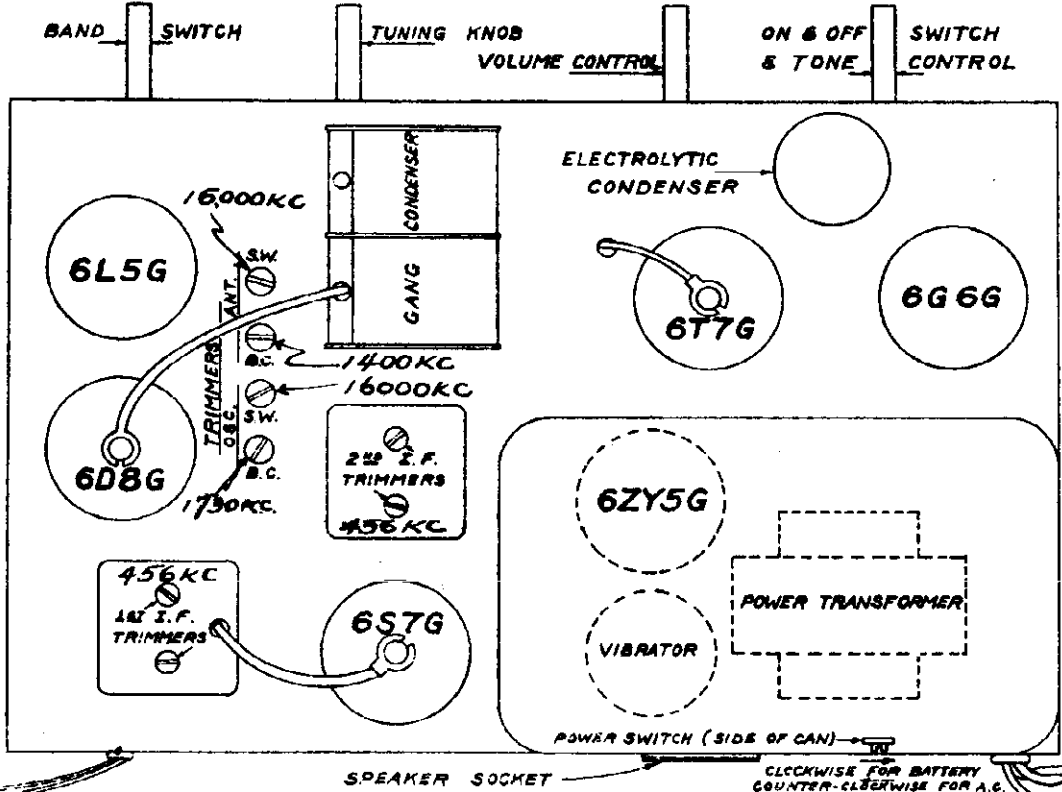 BAND SWITCH
TUNING KNOB
VOLUME CONTROL
ON & OFF SWITCH
& TONE CONTROL
ELECTROLYTIC
CONDENSER
GANG CONDENSER
16,000KC
6L5G
S.W.
ANT.
TRIMMERS
B.C.
1400KC
16000KC
OSC.
S.W.
B.C.
1730KC.
6D8G
6T7G
6G6G
2ND I.F.
TRIMMERS
456KC
6ZY5G
POWER TRANSFORMER
VIBRATOR
456KC
1ST I.F.
TRIMMERS
6S7G
POWER SWITCH (SIDE OF CAN)
SPEAKER SOCKET
CLOCKWISE FOR BATTERY
COUNTER-CLOCKWISE FOR A.C.